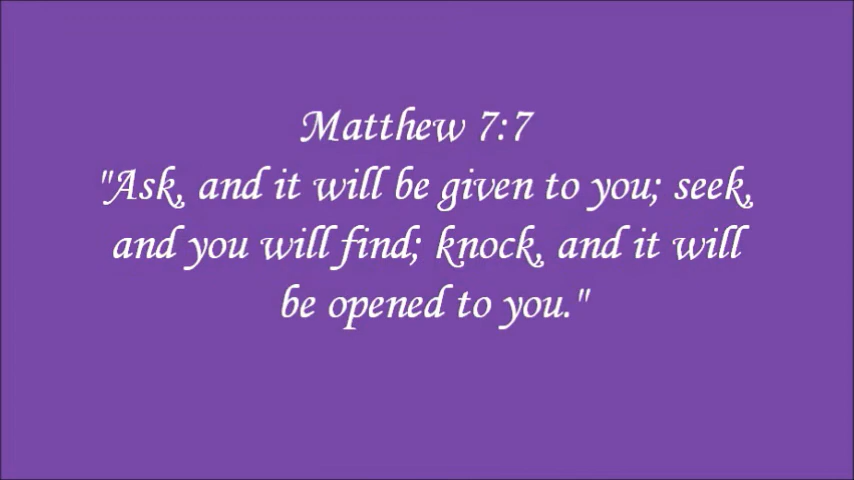 Matthew 7:7
"Ask, and it will be given to you; seek,
and you will find; knock, and it will
be opened to you."